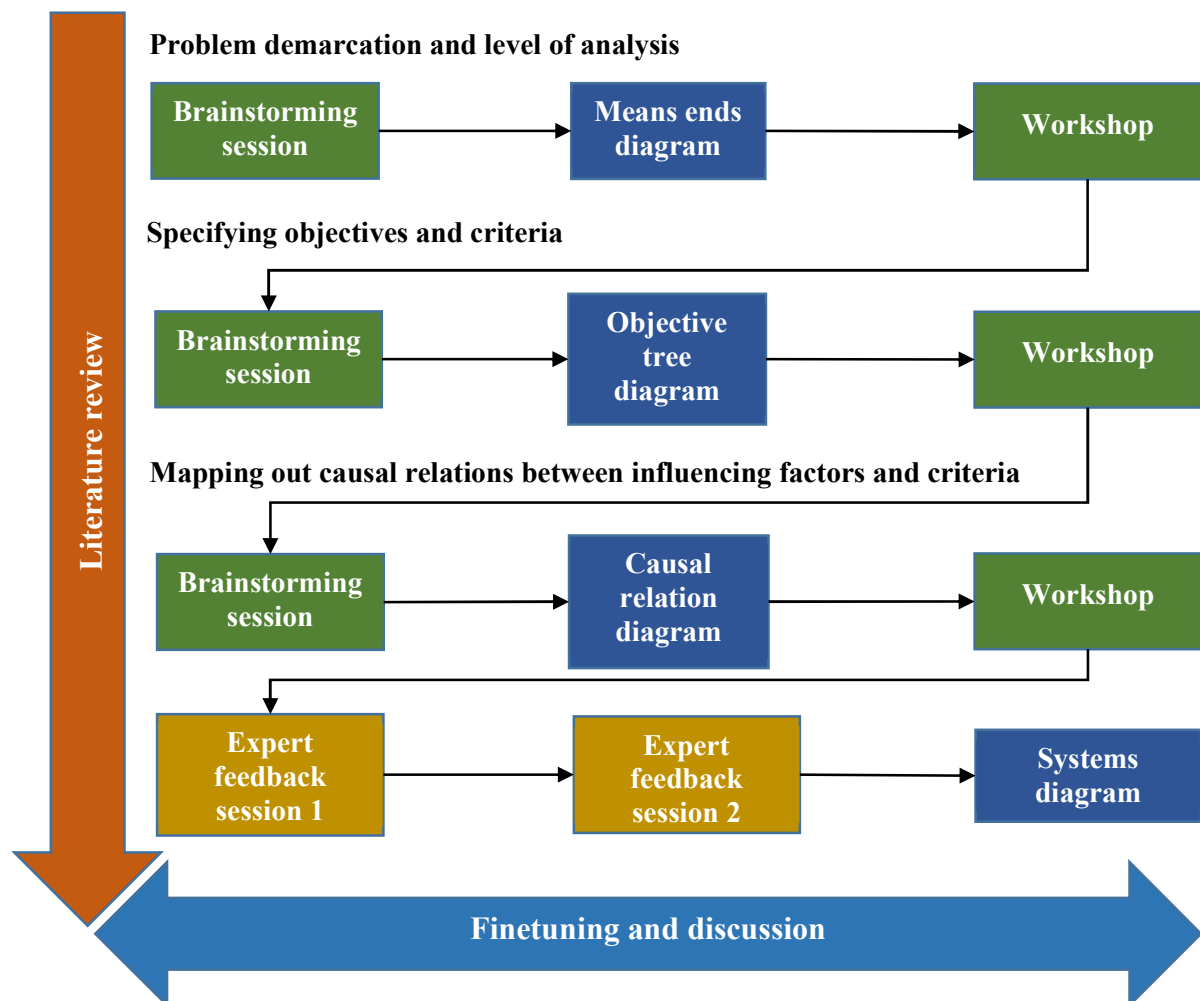 Problem demarcation and level of analysis
Brainstorming
session
Means ends
diagram
Workshop
Specifying objectives and criteria
Brainstorming
session
Objective
tree
diagram
Workshop
Mapping out causal relations between influencing factors and criteria
Brainstorming
session
Causal
relation
diagram
Workshop
Expert
feedback
session 1
Expert
feedback
session 2
Systems
diagram
Literature review
Finetuning and discussion